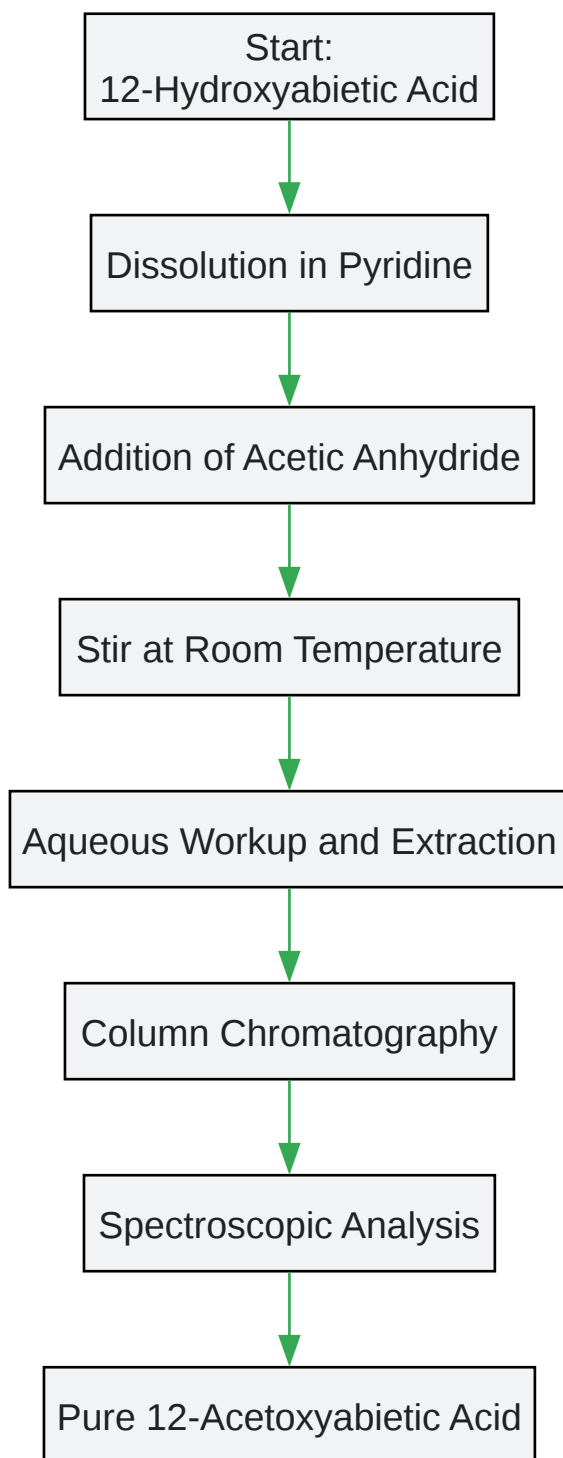 Start:
12-Hydroxyabietic Acid
Dissolution in Pyridine
Addition of Acetic Anhydride
Stir at Room Temperature
Aqueous Workup and Extraction
Column Chromatography
Spectroscopic Analysis
Pure 12-Acetoxyabietic Acid